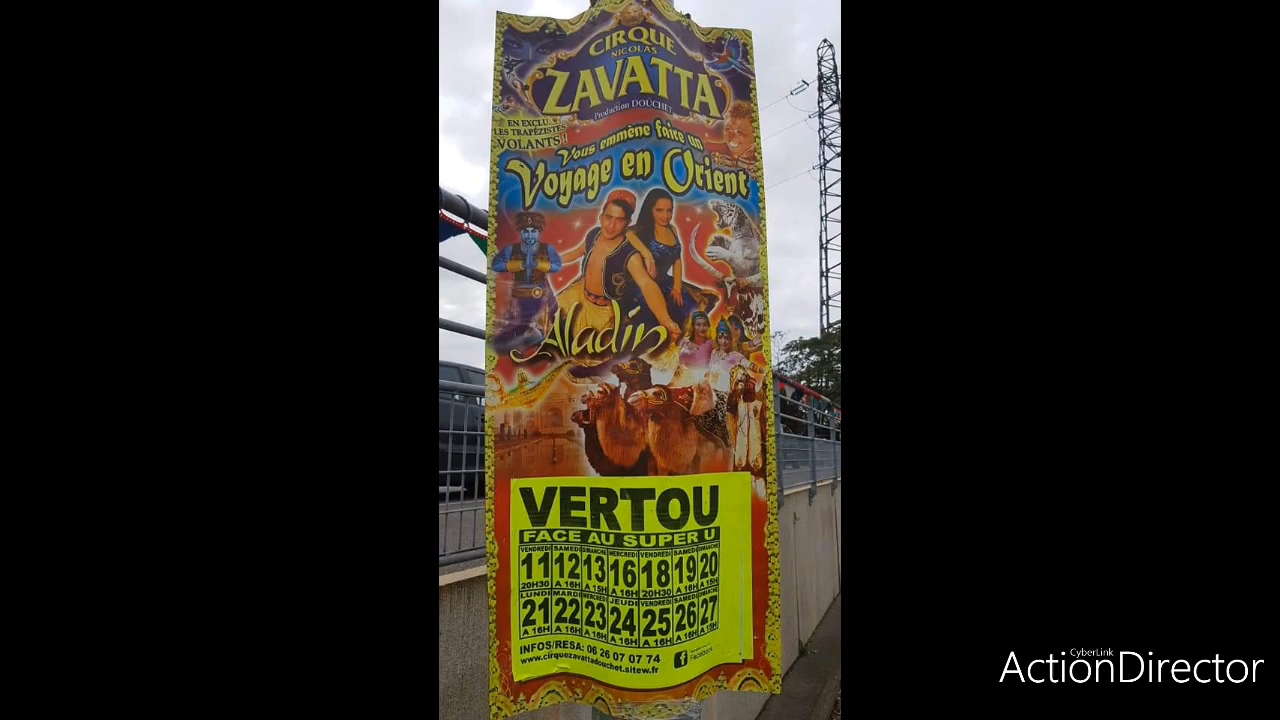 CIRQUE
NICOLAS
ZAVATTA
Production DOUCHET
EN EXCLU...
LES TRAPÉZISTES
VOLANTS!!
Vous emmène faire un
Voyage en Orient
Aladin
VERTOU
FACE AU SUPER U
VENDREDI SAMEDI DIMANCHE MERCREDI VENDREDI SAMEDI DIMANCHE
11 12 13 16 18 19 20
20H30 A 16H A 15H A 16H 20H30 A 16H A 15H
LUNDI MARDI MERCREDI JEUDI VENDREDI SAMEDI DIMANCHE
21 22 23 24 25 26 27
A 16H A 16H A 16H A 16H A 16H A 16H A 15H
INFOS/RESA: 06 26 07 07 74
www.cirquezavattadouchet.sitew.fr
Facebook
CyberLink
ActionDirector